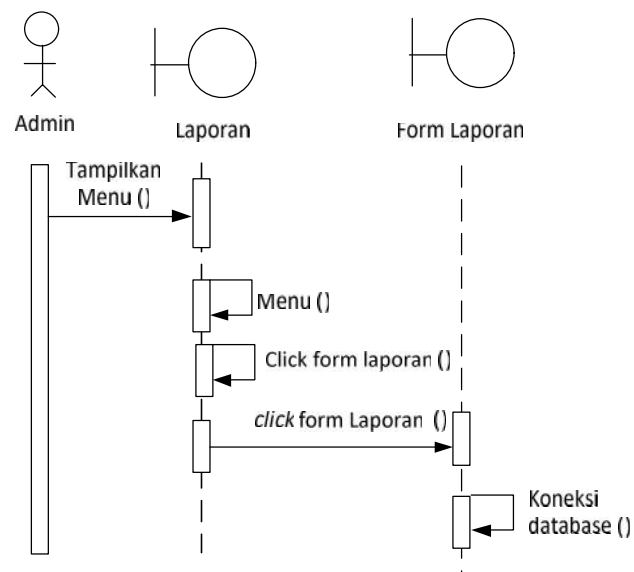 Admin
Laporan
Form Laporan
Tampilkan
Menu ()
Menu ()
Click form laporan ()
click form Laporan ()
Koneksi
database ()